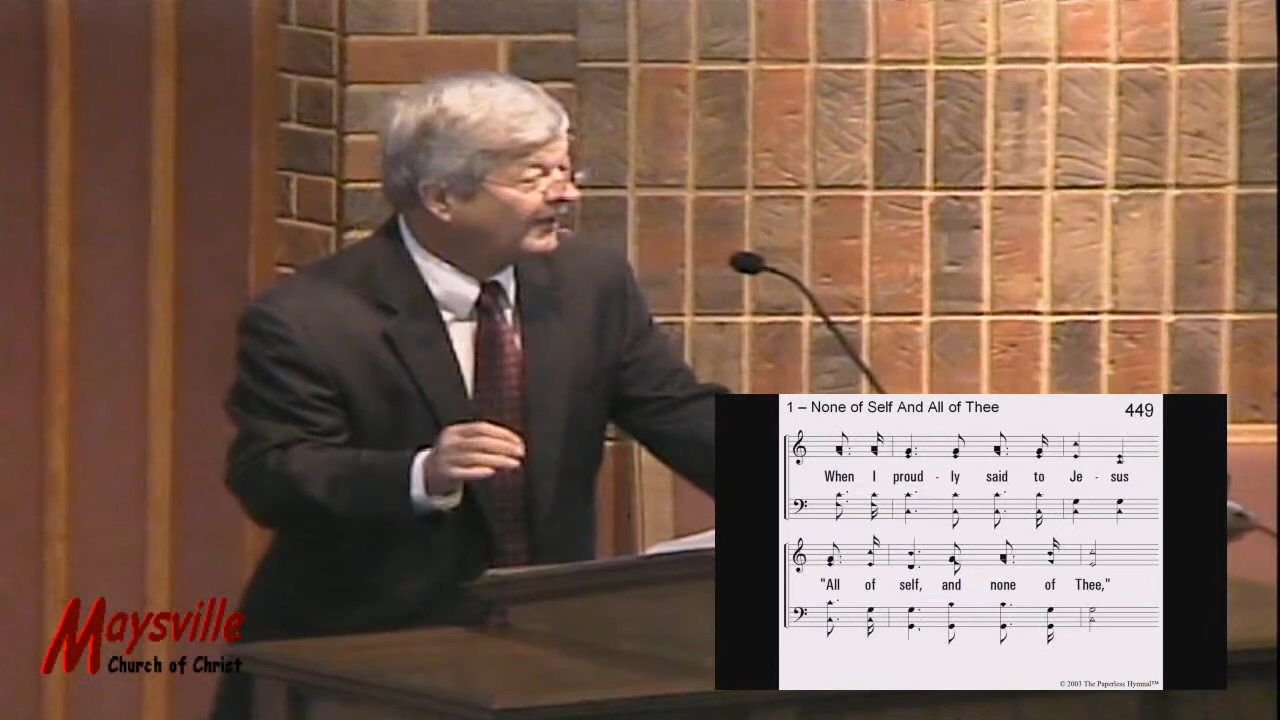 1 – None of Self And All of Thee
449
When I proud - ly said to Je - sus
"All of self, and none of Thee,"
© 2003 The Paperless Hymnal™
Maysville
Church of Christ